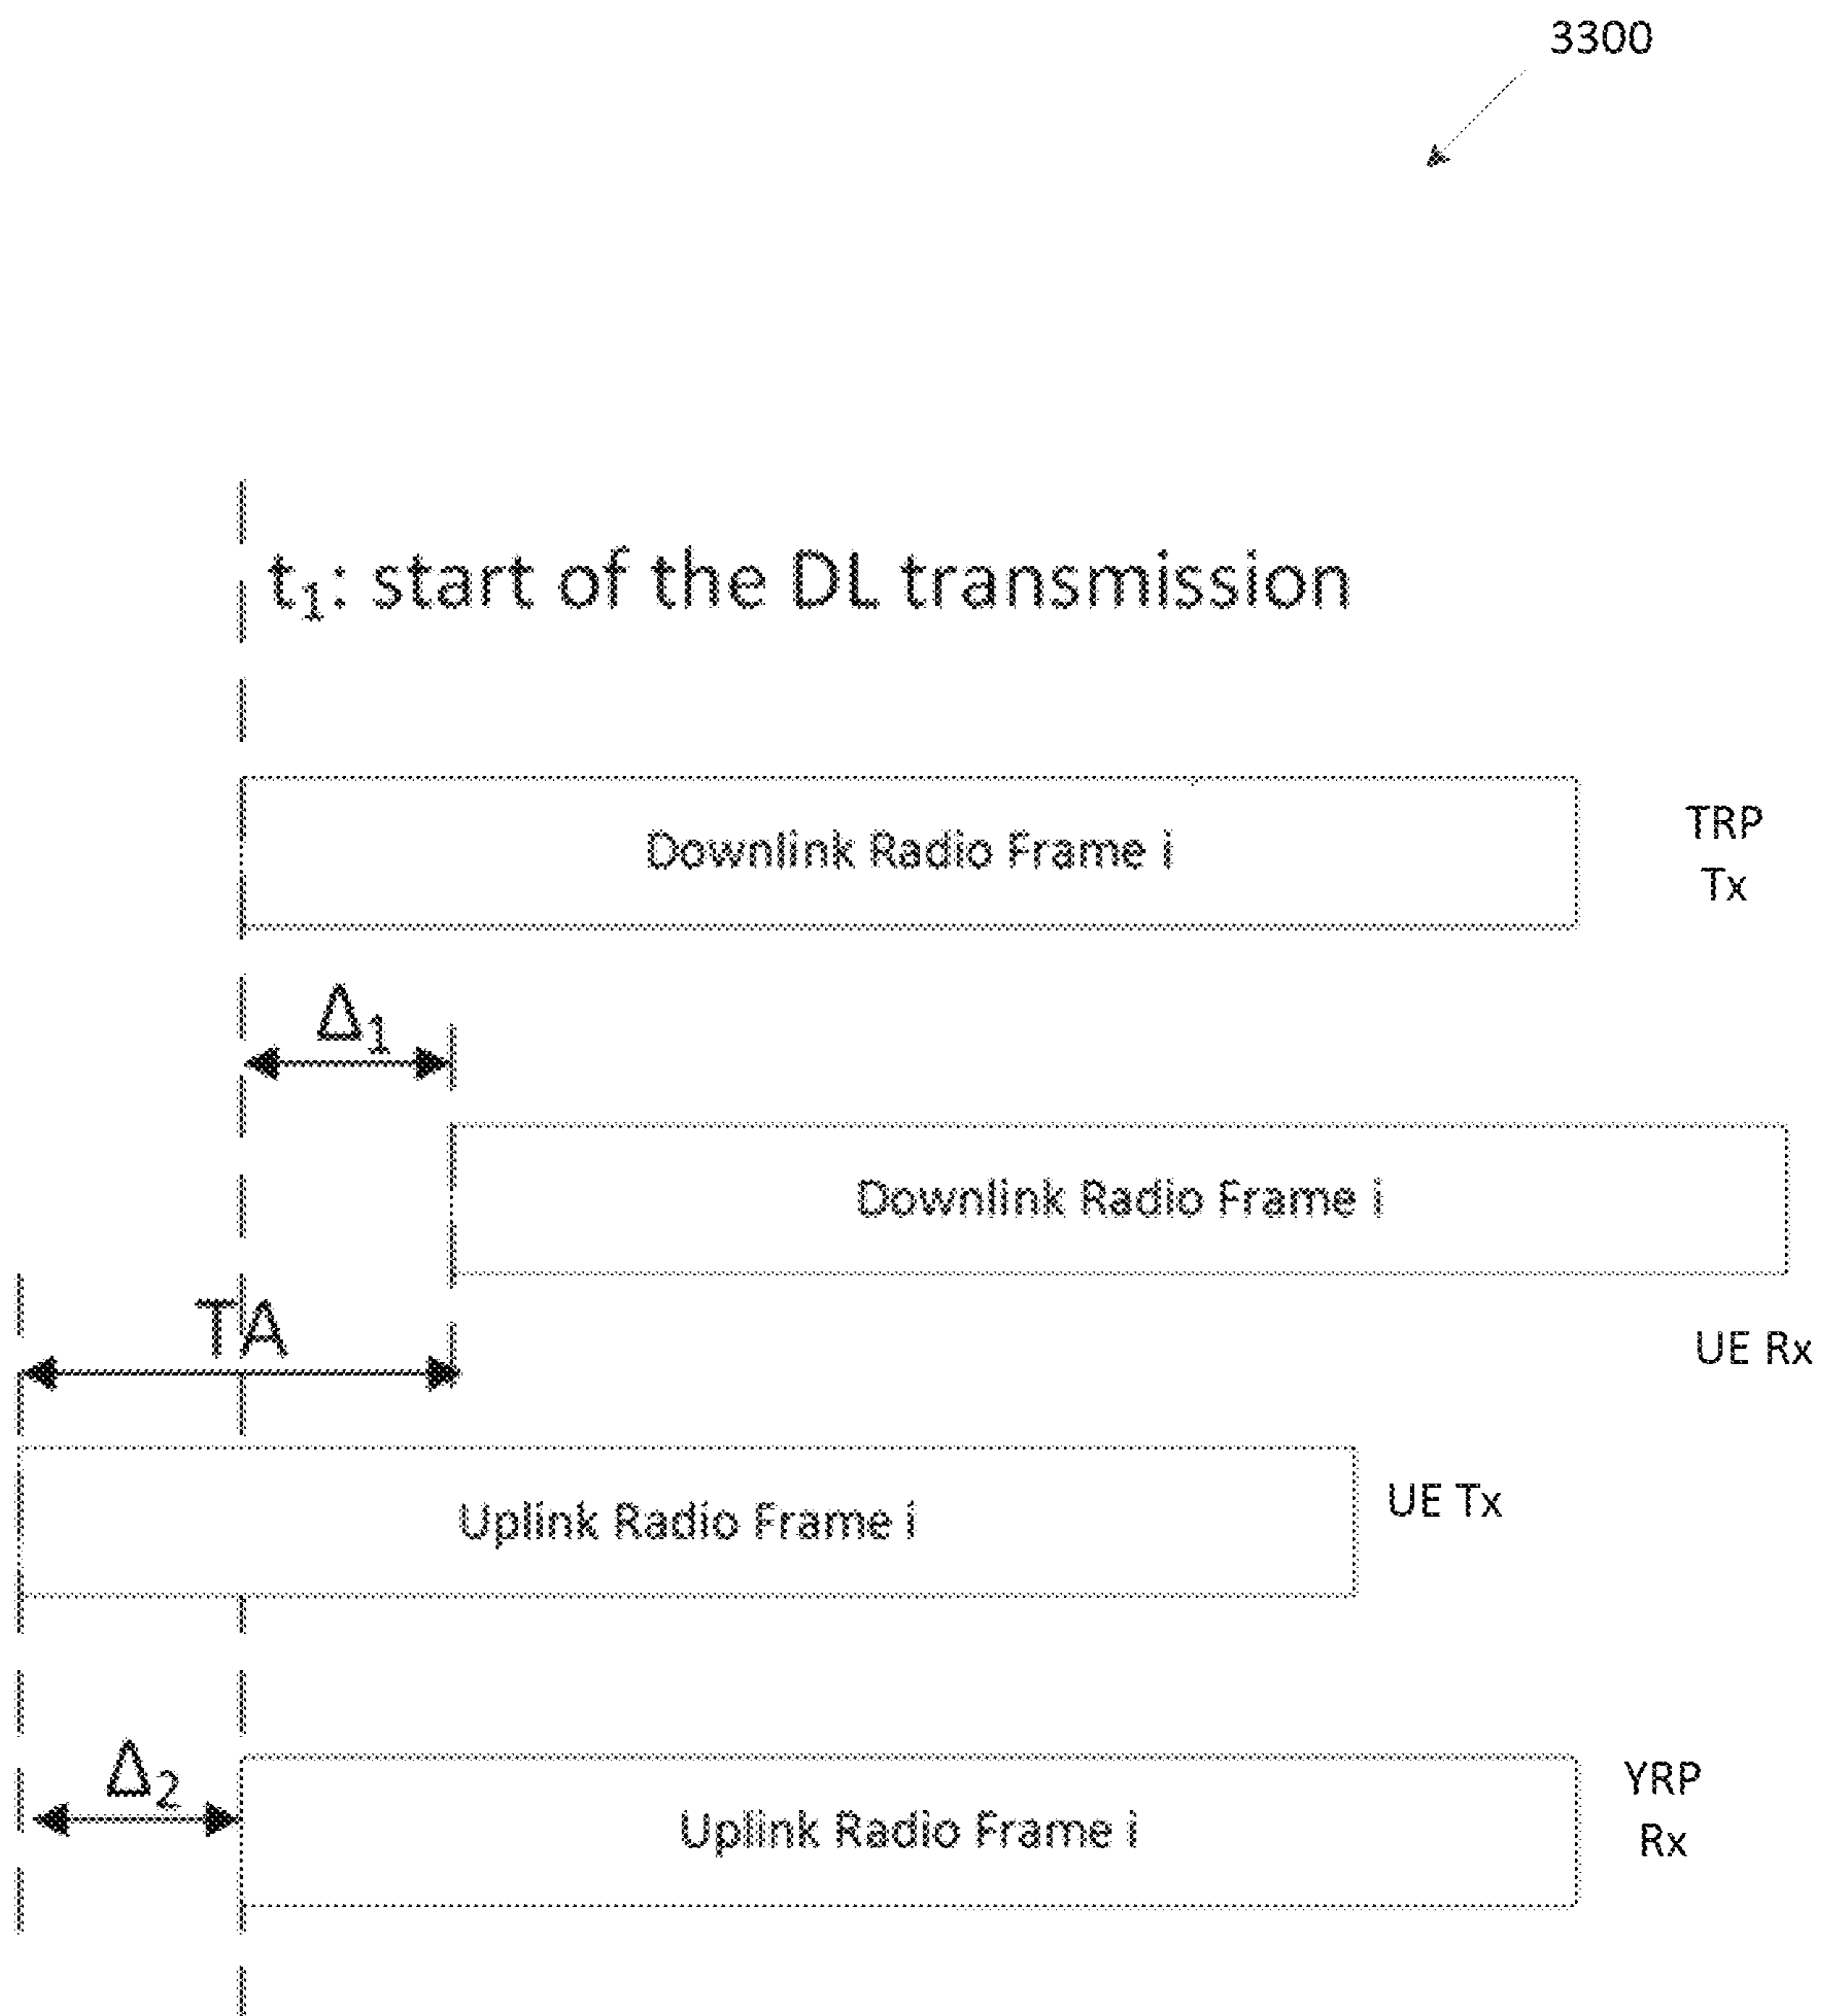 3300
t₁: start of the DL transmission
Downlink Radio Frame i
TRP
Tx
Δ₁
Downlink Radio Frame i
TA
UE Rx
Uplink Radio Frame i
UE Tx
Δ₂
Uplink Radio Frame i
YRP
Rx